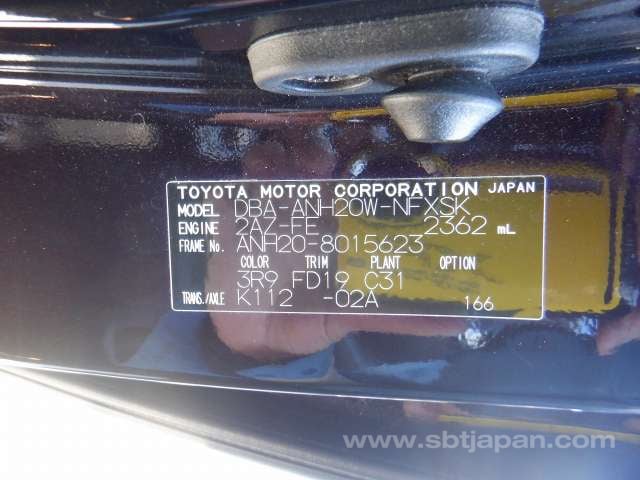 TOYOTA MOTOR CORPORATION JAPAN
MODEL DBA-ANH20W-NFXSK
ENGINE 2AZ-FE 2362 mL
FRAME No. ANH20-8015623
COLOR TRIM PLANT OPTION
3R9 FD19 C31
TRANS./AXLE K112 -02A 166
www.sbtjapan.com